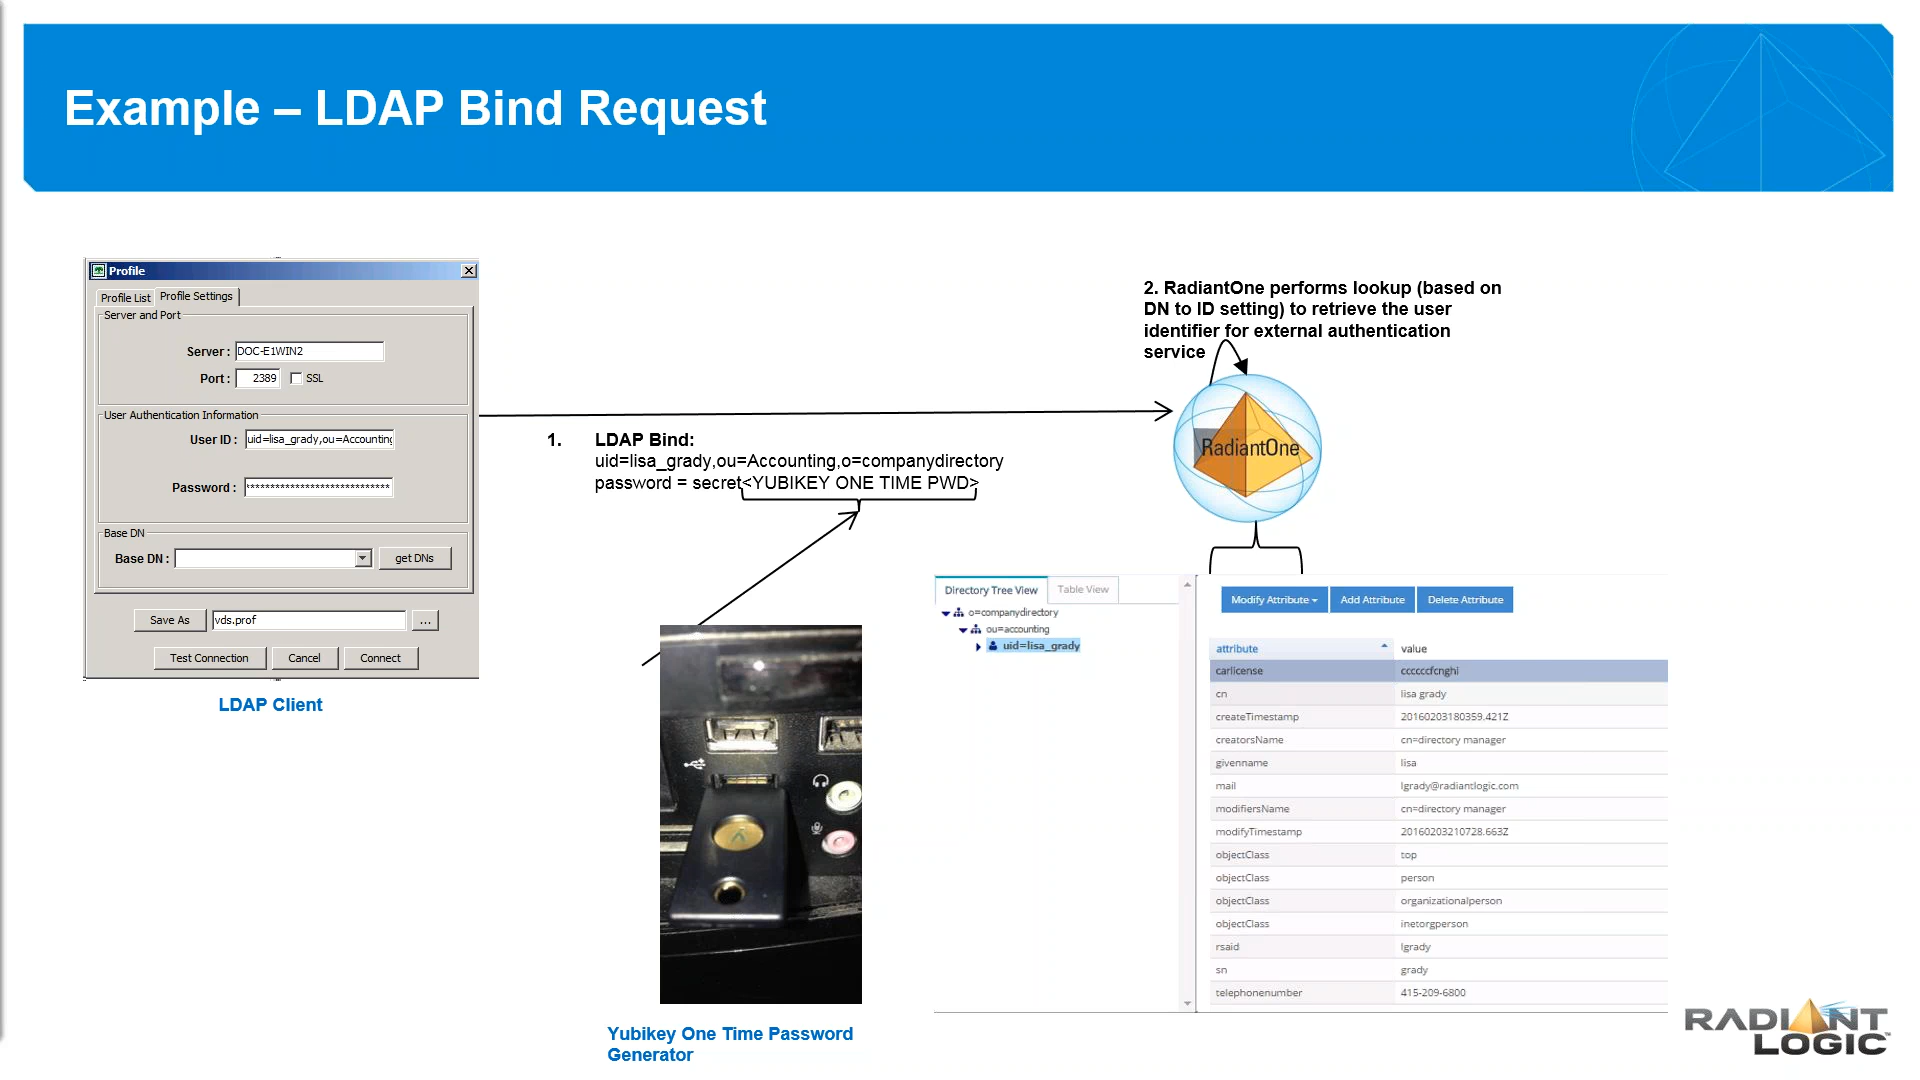 Example – LDAP Bind Request
Profile
Profile List
Profile Settings
Server and Port
Server :
DOC-E1WIN2
Port :
2389
SSL
User Authentication Information
User ID :
uid=lisa_grady,ou=Accounting
Password :
****************************
Base DN
Base DN :
get DNs
Save As
vds.prof
...
Test Connection
Cancel
Connect
LDAP Client
1. LDAP Bind:
uid=lisa_grady,ou=Accounting,o=companydirectory
password = secret<YUBIKEY ONE TIME PWD>
Yubikey One Time Password
Generator
2. RadiantOne performs lookup (based on
DN to ID setting) to retrieve the user
identifier for external authentication
service
RadiantOne
Directory Tree View
Table View
o=companydirectory
ou=accounting
uid=lisa_grady
Modify Attribute
Add Attribute
Delete Attribute
attribute value
carlicense ccccccfcnghi
cn lisa grady
createTimestamp 20160203180359.421Z
creatorsName cn=directory manager
givenname lisa
mail lgrady@radiantlogic.com
modifiersName cn=directory manager
modifyTimestamp 20160203210728.663Z
objectClass top
objectClass person
objectClass organizationalperson
objectClass inetorgperson
rsaid lgrady
sn grady
telephonenumber 415-209-6800
RADIANT
LOGIC